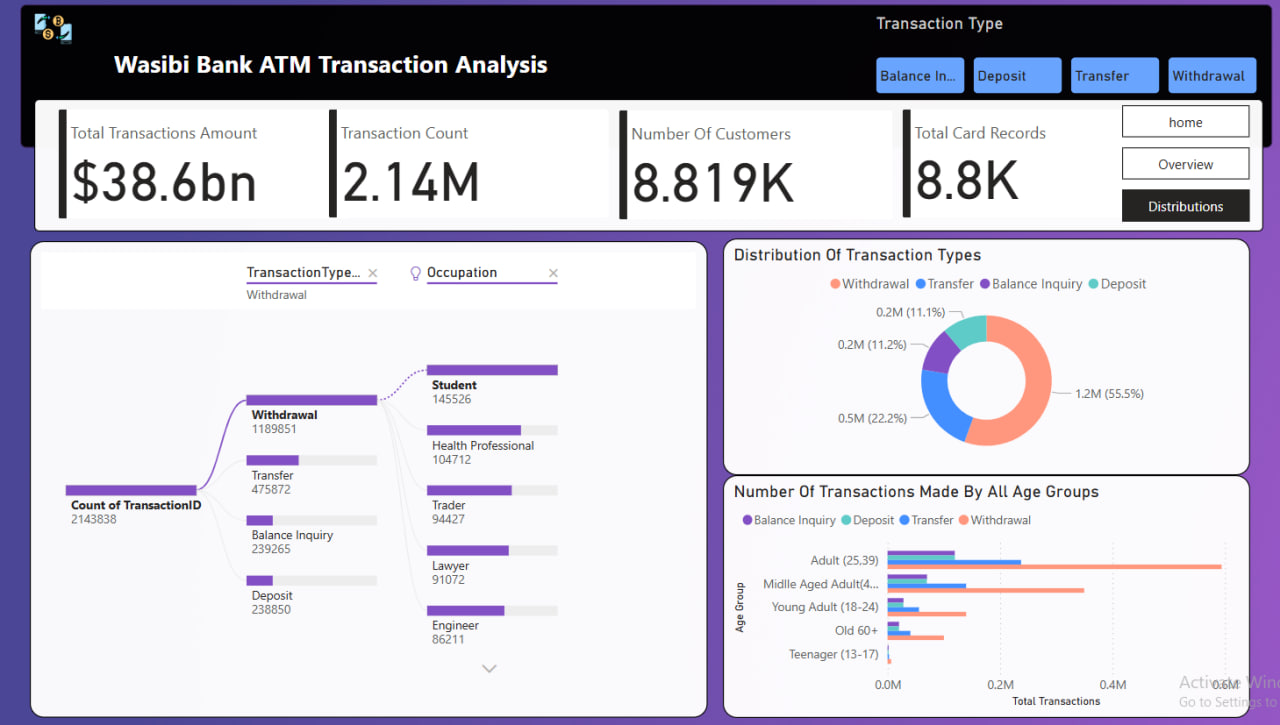 Transaction Type
Wasibi Bank ATM Transaction Analysis
Balance In...
Deposit
Transfer
Withdrawal
Total Transactions Amount
$38.6bn
Transaction Count
2.14M
Number Of Customers
8.819K
Total Card Records
8.8K
home
Overview
Distributions
TransactionType...
Withdrawal
Occupation
Count of TransactionID
2143838
Withdrawal
1189851
Transfer
475872
Balance Inquiry
239265
Deposit
238850
Student
145526
Health Professional
104712
Trader
94427
Lawyer
91072
Engineer
86211
Distribution Of Transaction Types
Withdrawal Transfer Balance Inquiry Deposit
0.2M (11.1%)
0.2M (11.2%)
1.2M (55.5%)
0.5M (22.2%)
Number Of Transactions Made By All Age Groups
Balance Inquiry Deposit Transfer Withdrawal
Age Group
Adult (25,39)
Midlle Aged Adult(4...
Young Adult (18-24)
Old 60+
Teenager (13-17)
0.0M 0.2M 0.4M 0.6M
Total Transactions
Activate Win
Go to Settings to